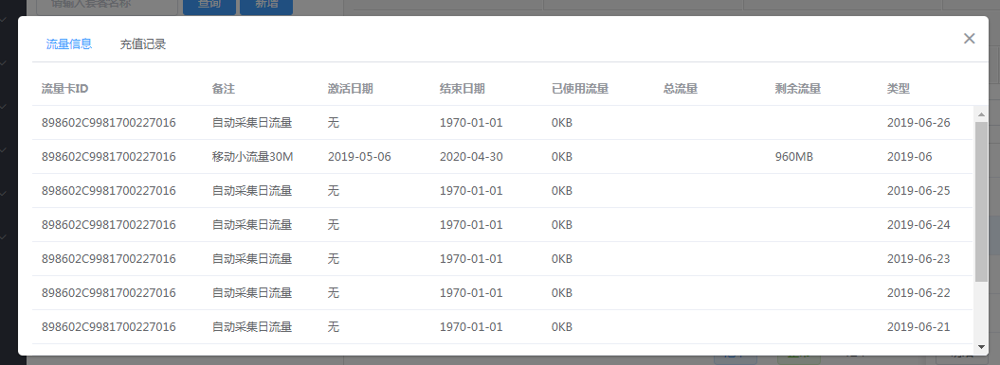 请输入套餐名称 查询 新增
流量信息 充值记录
流量卡ID 备注 激活日期 结束日期 已使用流量 总流量 剩余流量 类型
898602C9981700227016 自动采集日流量 无 1970-01-01 0KB 2019-06-26
898602C9981700227016 移动小流量30M 2019-05-06 2020-04-30 0KB 960MB 2019-06
898602C9981700227016 自动采集日流量 无 1970-01-01 0KB 2019-06-25
898602C9981700227016 自动采集日流量 无 1970-01-01 0KB 2019-06-24
898602C9981700227016 自动采集日流量 无 1970-01-01 0KB 2019-06-23
898602C9981700227016 自动采集日流量 无 1970-01-01 0KB 2019-06-22
898602C9981700227016 自动采集日流量 无 1970-01-01 0KB 2019-06-21